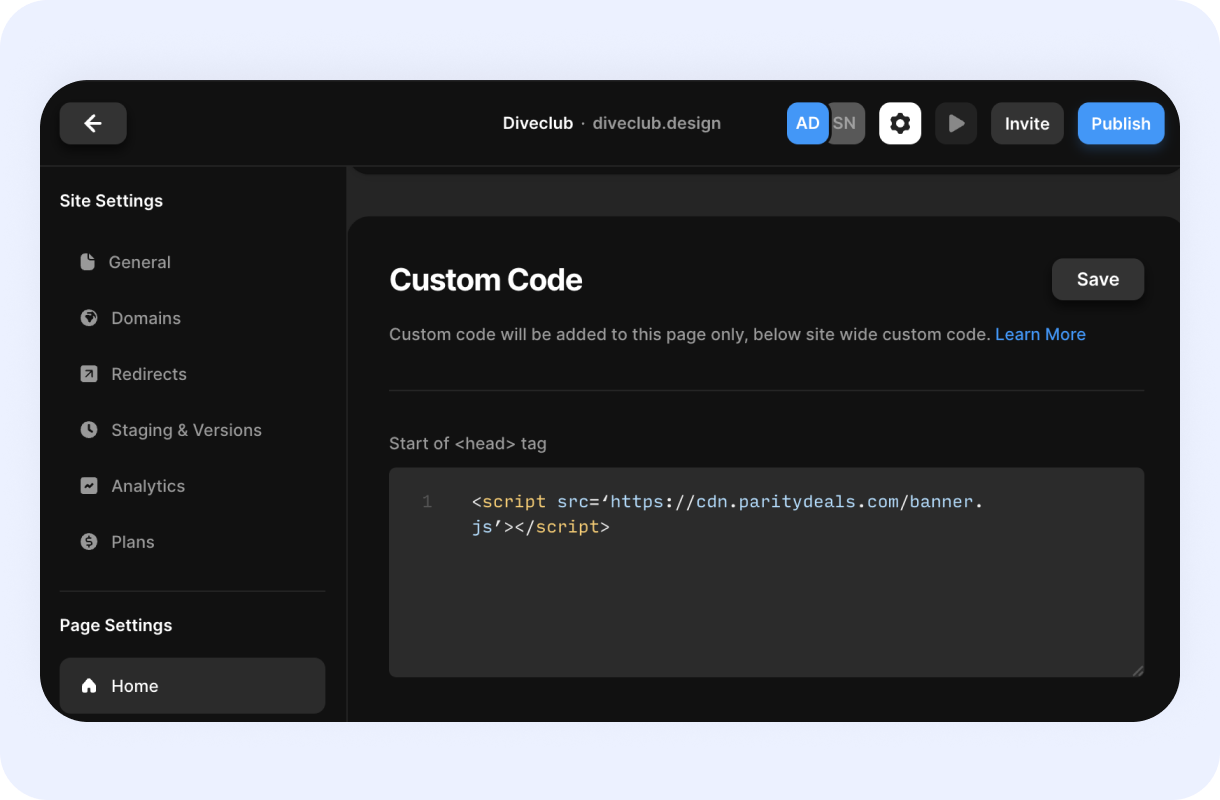 Diveclub · diveclub.design
AD
SN
Invite
Publish
Site Settings
General
Domains
Redirects
Staging & Versions
Analytics
Plans
Page Settings
Home
Custom Code
Save
Custom code will be added to this page only, below site wide custom code. Learn More
Start of <head> tag
1
<script src=‘https://cdn.paritydeals.com/banner.
js’></script>